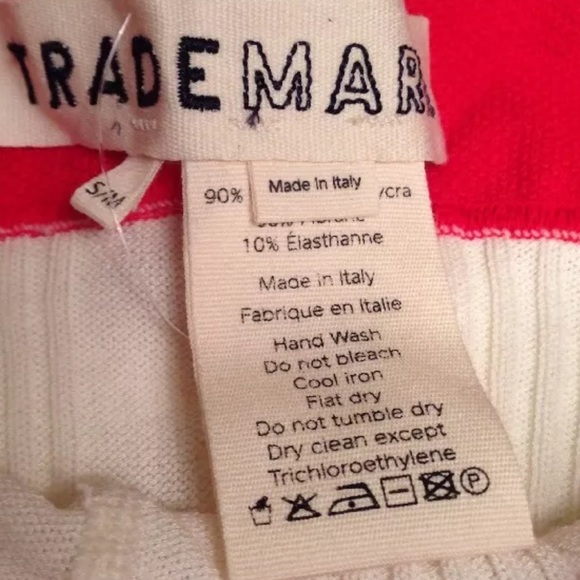 TRADEMAR
S/M
90%
Made in Italy
/cra
10% Élasthanne
Made in Italy
Fabrique en Italie
Hand Wash
Do not bleach
Cool iron
Flat dry
Do not tumble dry
Dry clean except
Trichloroethylene
P